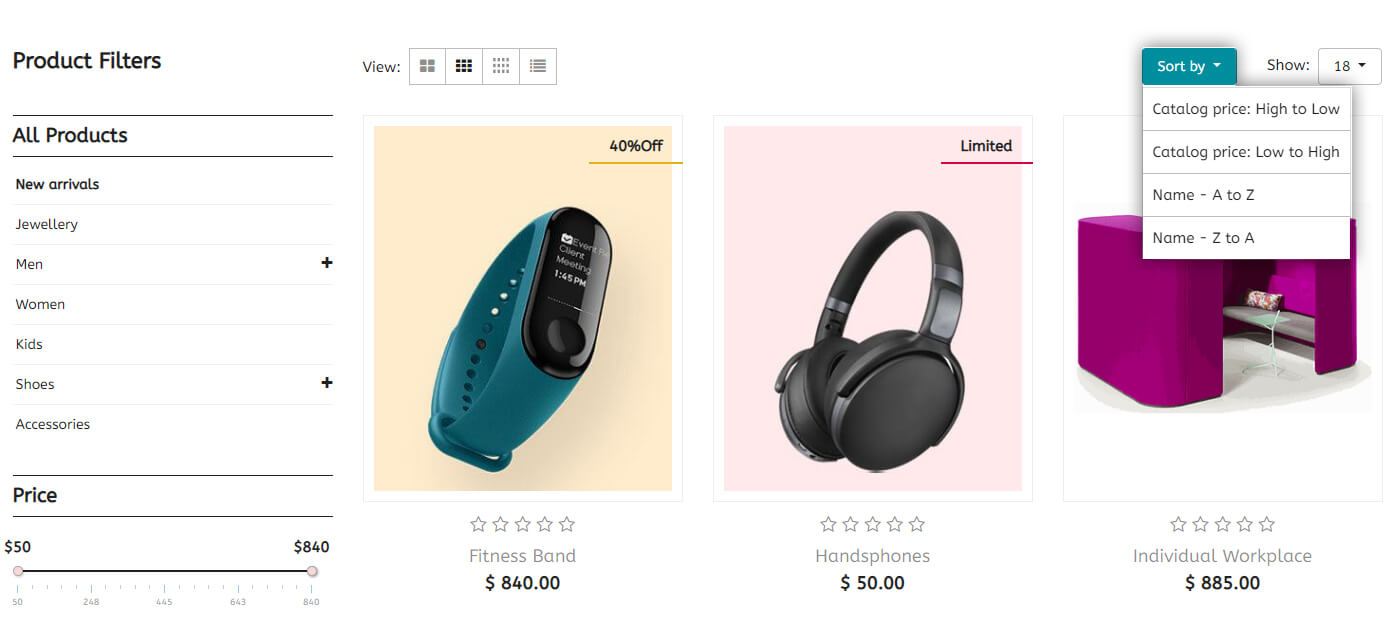 Product Filters
View:
Sort by
Show: 18
Catalog price: High to Low
Catalog price: Low to High
Name - A to Z
Name - Z to A
All Products
New arrivals
Jewellery
Men
Women
Kids
Shoes
Accessories
Price
$50 $840
50 248 445 643 840
40%Off
Event
Client
Meeting
1:45 PM
Fitness Band
$ 840.00
Limited
Handsphones
$ 50.00
Individual Workplace
$ 885.00